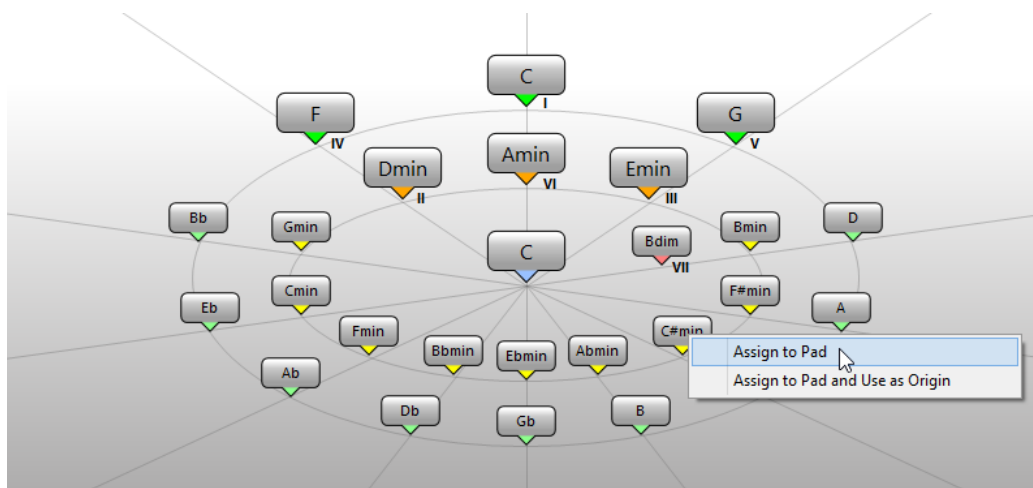 C
I
F
IV
G
V
Dmin
II
Amin
VI
Emin
III
Bb
Gmin
C
Bdim
VII
Bmin
D
Eb
Cmin
F#min
A
Fmin
Bbmin
Ebmin
Abmin
C#min
Assign to Pad
Assign to Pad and Use as Origin
Ab
Db
Gb
B